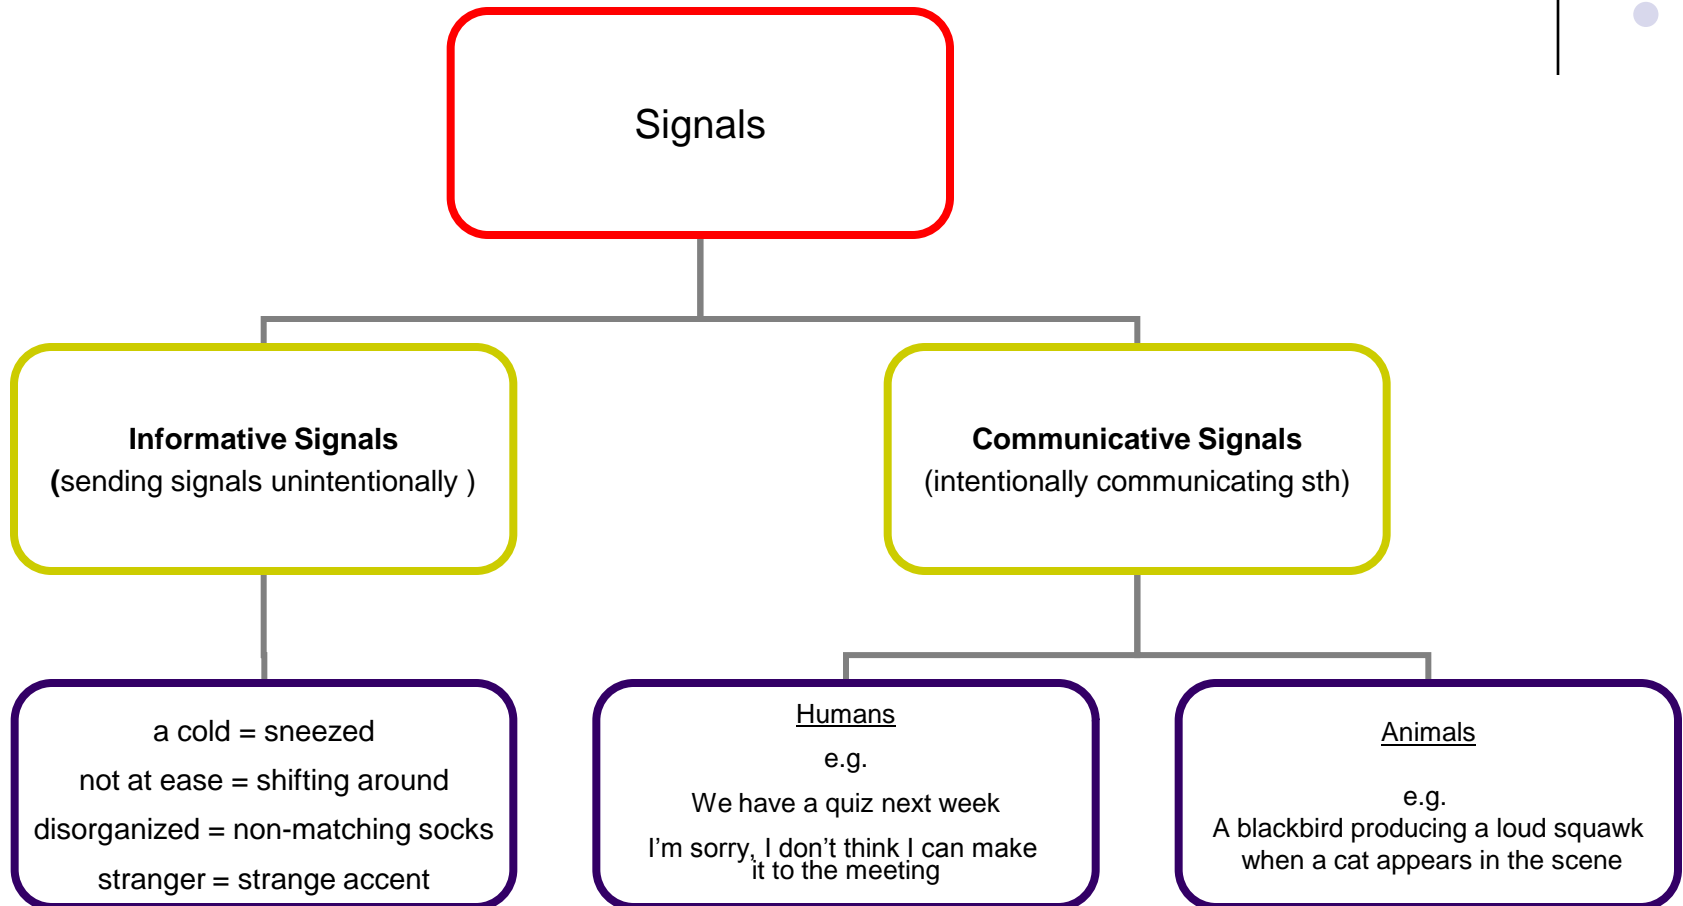 Signals
Informative Signals
(sending signals unintentionally )
Communicative Signals
(intentionally communicating sth)
a cold = sneezed
not at ease = shifting around
disorganized = non-matching socks
stranger = strange accent
Humans
e.g.
We have a quiz next week
I’m sorry, I don’t think I can make
it to the meeting
Animals
e.g.
A blackbird producing a loud squawk
when a cat appears in the scene